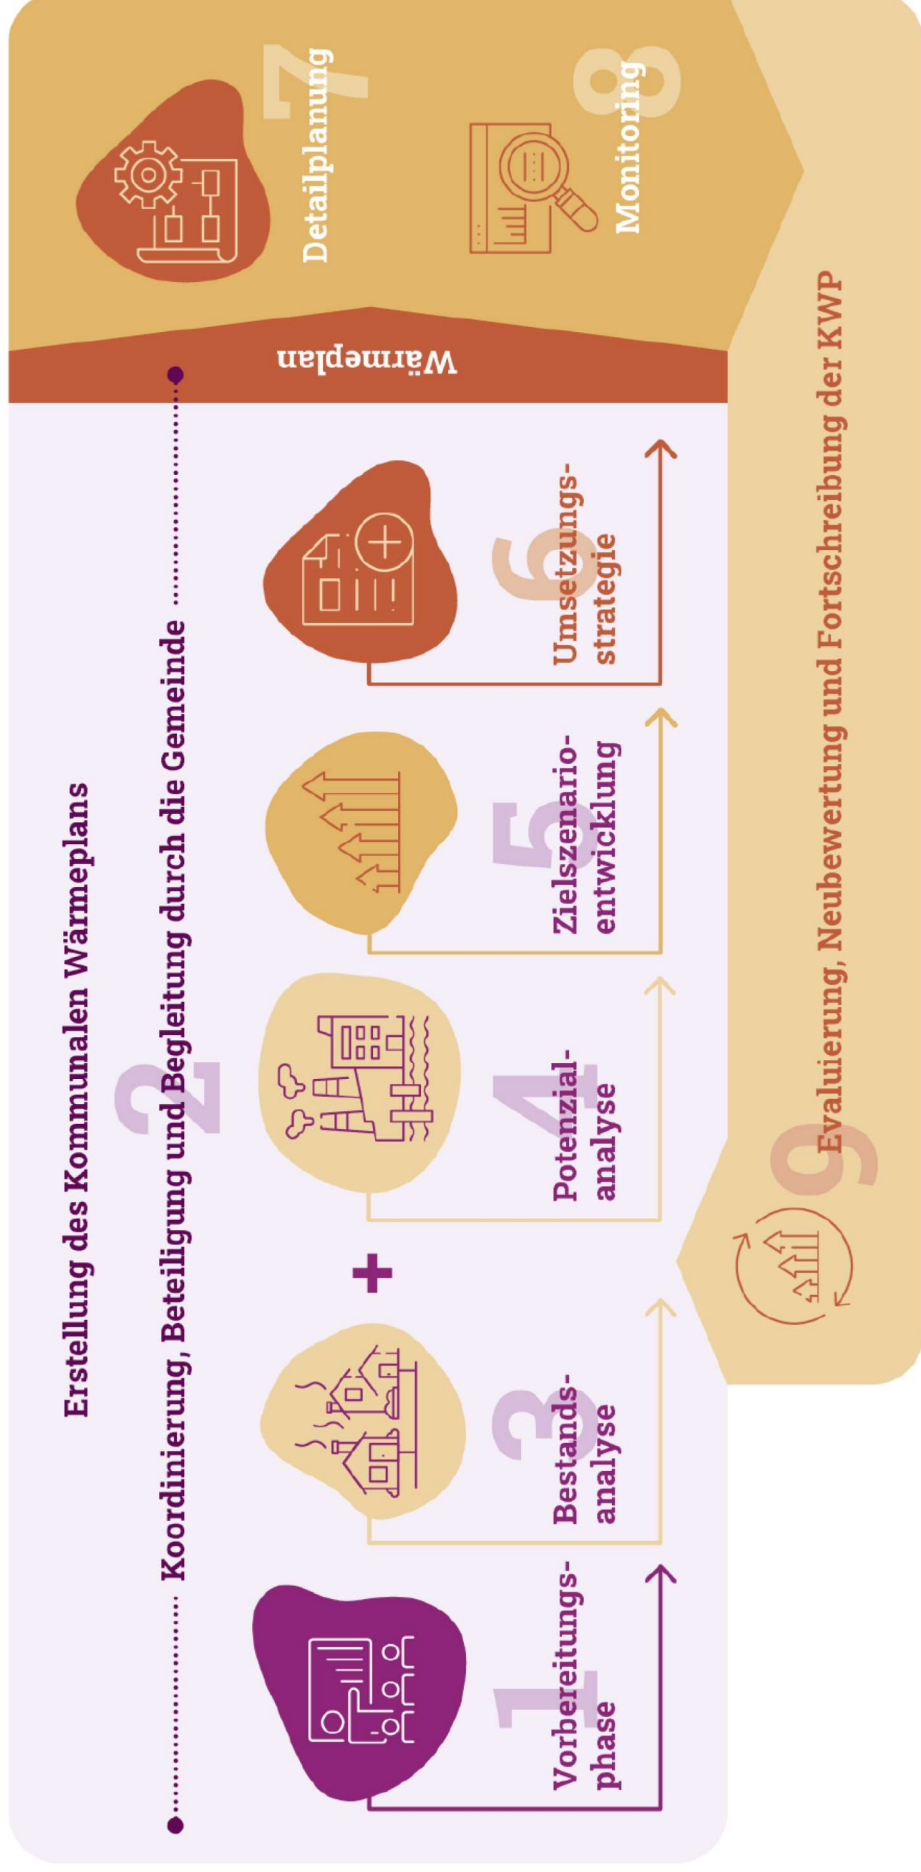 Erstellung des Kommunalen Wärmeplans
2
Koordinierung, Beteiligung und Begleitung durch die Gemeinde
1
Vorbereitungs-
phase
3
Bestands-
analyse
+
4
Potenzial-
analyse
5
Zielszenario-
entwicklung
6
Umsetzungs-
strategie
Wärmeplan
7
Detailplanung
8
Monitoring
9
Evaluierung, Neubewertung und Fortschreibung der KWP